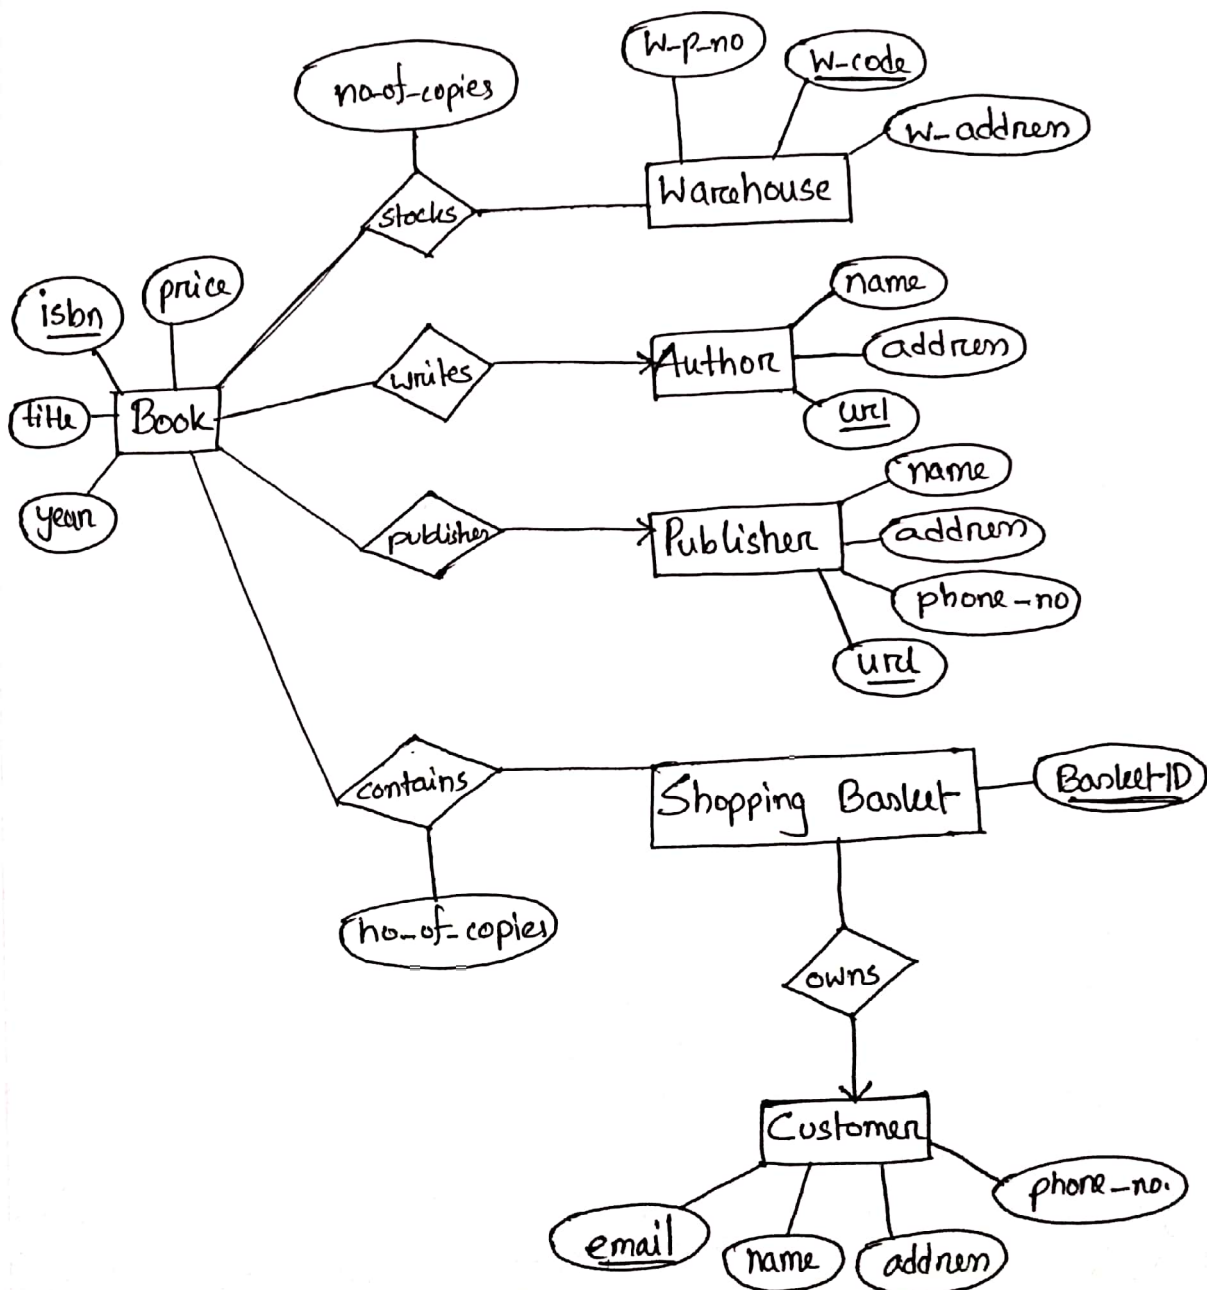 w-p-no
w-code
no-of-copies
w-address
Warehouse
stocks
name
isbn
price
address
Author
writes
url
title
Book
name
year
publisher
Publisher
address
phone-no
url
contains
Shopping Basket
Basket-ID
no-of-copies
owns
Customer
phone-no.
email
name
address